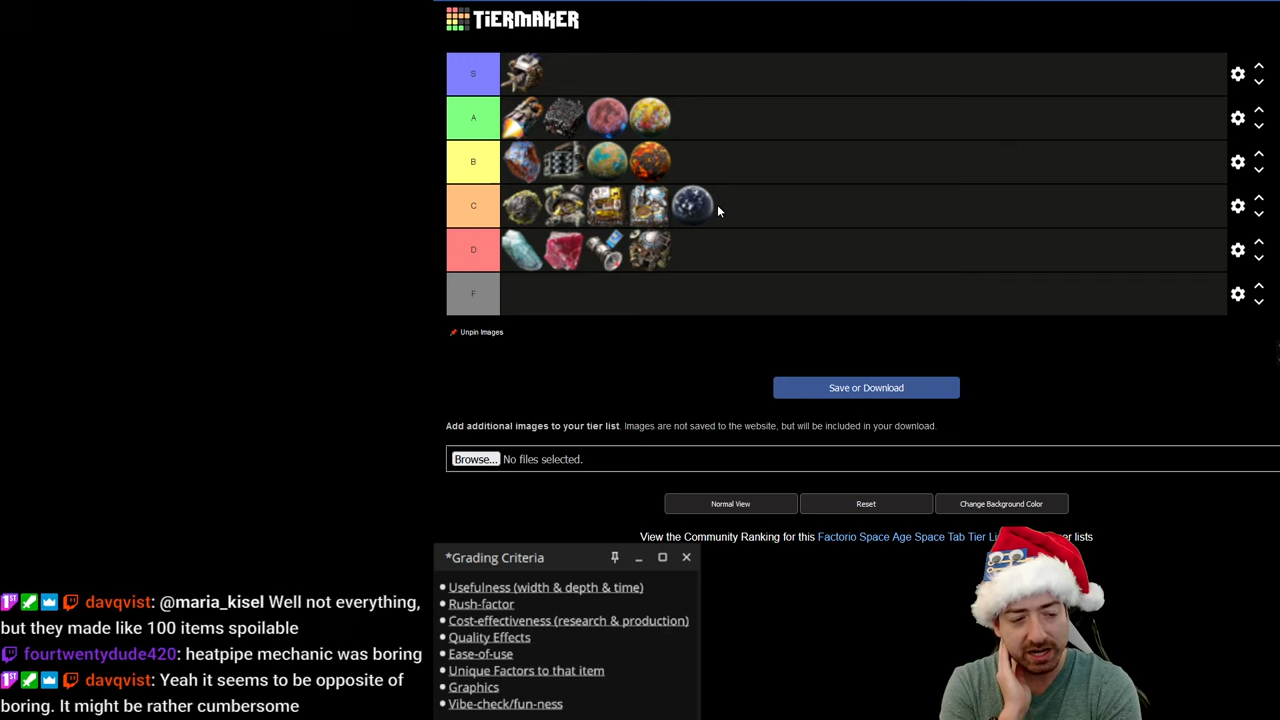 TiERMAKER
S
A
B
C
D
F
Unpin Images
Save or Download
Add additional images to your tier list. Images are not saved to the website, but will be included in your download.
Browse... No files selected.
Normal View Reset Change Background Color
View the Community Ranking for this Factorio Space Age Space Tab Tier Li er lists
*Grading Criteria
Usefulness (width & depth & time)
Rush-factor
Cost-effectiveness (research & production)
Quality Effects
Ease-of-use
Unique Factors to that item
Graphics
Vibe-check/fun-ness
davqvist: @maria_kisel Well not everything,
but they made like 100 items spoilable
fourtwentydude420: heatpipe mechanic was boring
davqvist: Yeah it seems to be opposite of
boring. It might be rather cumbersome